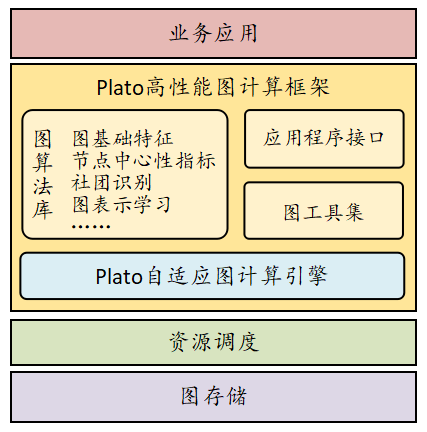 业务应用
Plato高性能图计算框架
图算法库
图基础特征
节点中心性指标
社团识别
图表示学习
……
应用程序接口
图工具集
Plato自适应图计算引擎
资源调度
图存储